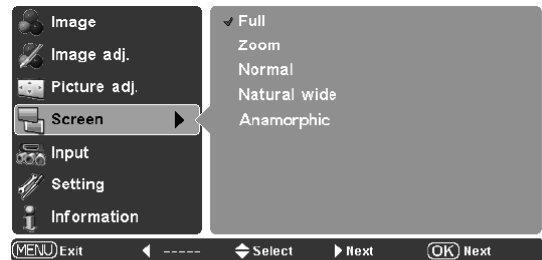 Image
Image adj.
Picture adj.
Screen
Input
Setting
Information
Full
Zoom
Normal
Natural wide
Anamorphic
MENU Exit ----- Select Next OK Next